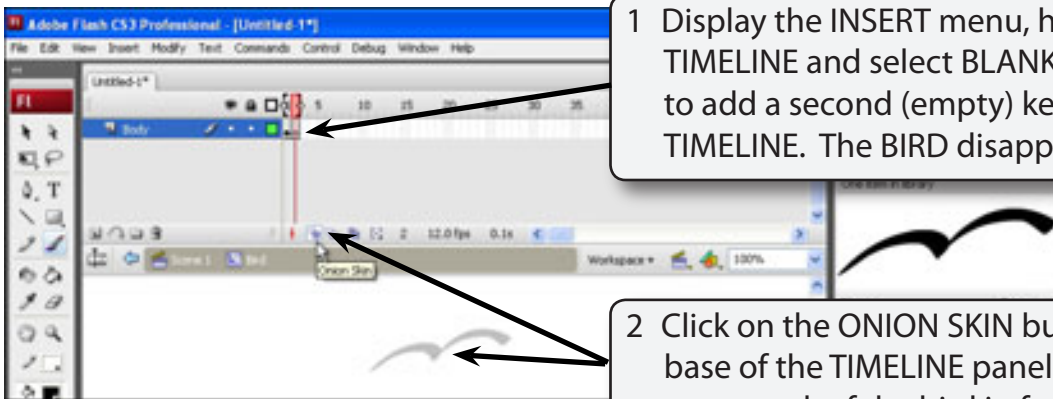 Adobe Flash CS3 Professional - [Untitled-1*]
File Edit View Insert Modify Text Commands Control Debug Window Help
Untitled-1*
Fl
5 10 15 20 25 30 35
Body
2 12.0 fps 0.1s
Scene 1 Bird
Workspace 100%
Onion Skin
One item in library
T
1 Display the INSERT menu, h
TIMELINE and select BLANK
to add a second (empty) ke
TIMELINE. The BIRD disapp
2 Click on the ONION SKIN bu
base of the TIMELINE panel